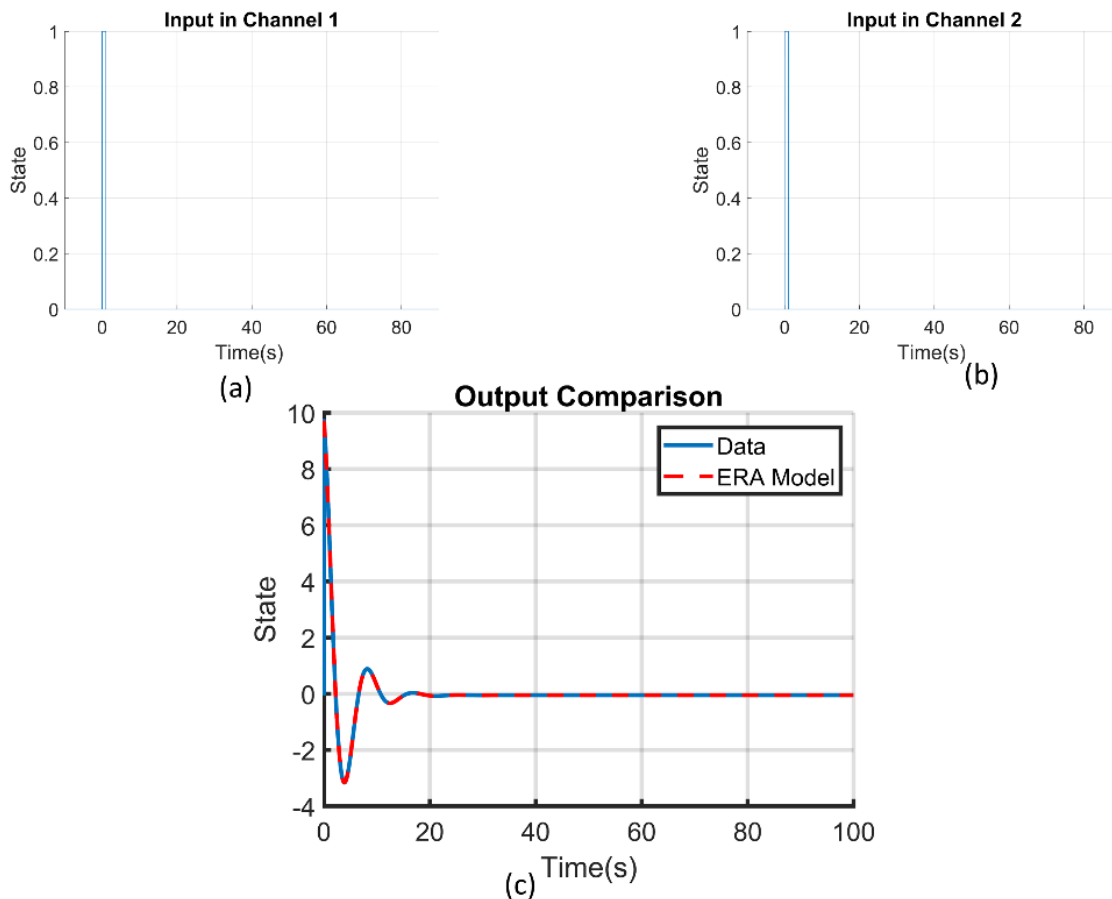 Input in Channel 1
1
0.8
0.6
0.4
0.2
0
State
0 20 40 60 80
Time(s)
(a)
Input in Channel 2
1
0.8
0.6
0.4
0.2
0
State
0 20 40 60 80
Time(s)
(b)
Output Comparison
10
8
6
4
2
0
-2
-4
State
Data
ERA Model
0 20 40 60 80 100
Time(s)
(c)